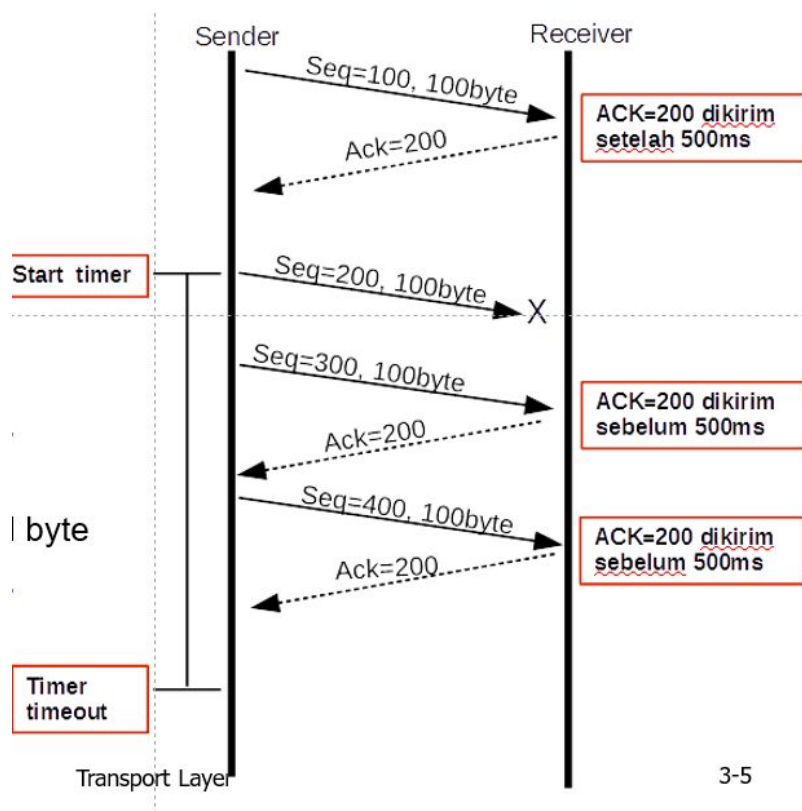 Sender
Receiver
Seq=100, 100byte
ACK=200 dikirim
setelah 500ms
Ack=200
Start timer
Seq=200, 100byte
X
Seq=300, 100byte
ACK=200 dikirim
sebelum 500ms
Ack=200
Seq=400, 100byte
byte
ACK=200 dikirim
sebelum 500ms
Ack=200
Timer
timeout
Transport Layer
3-5